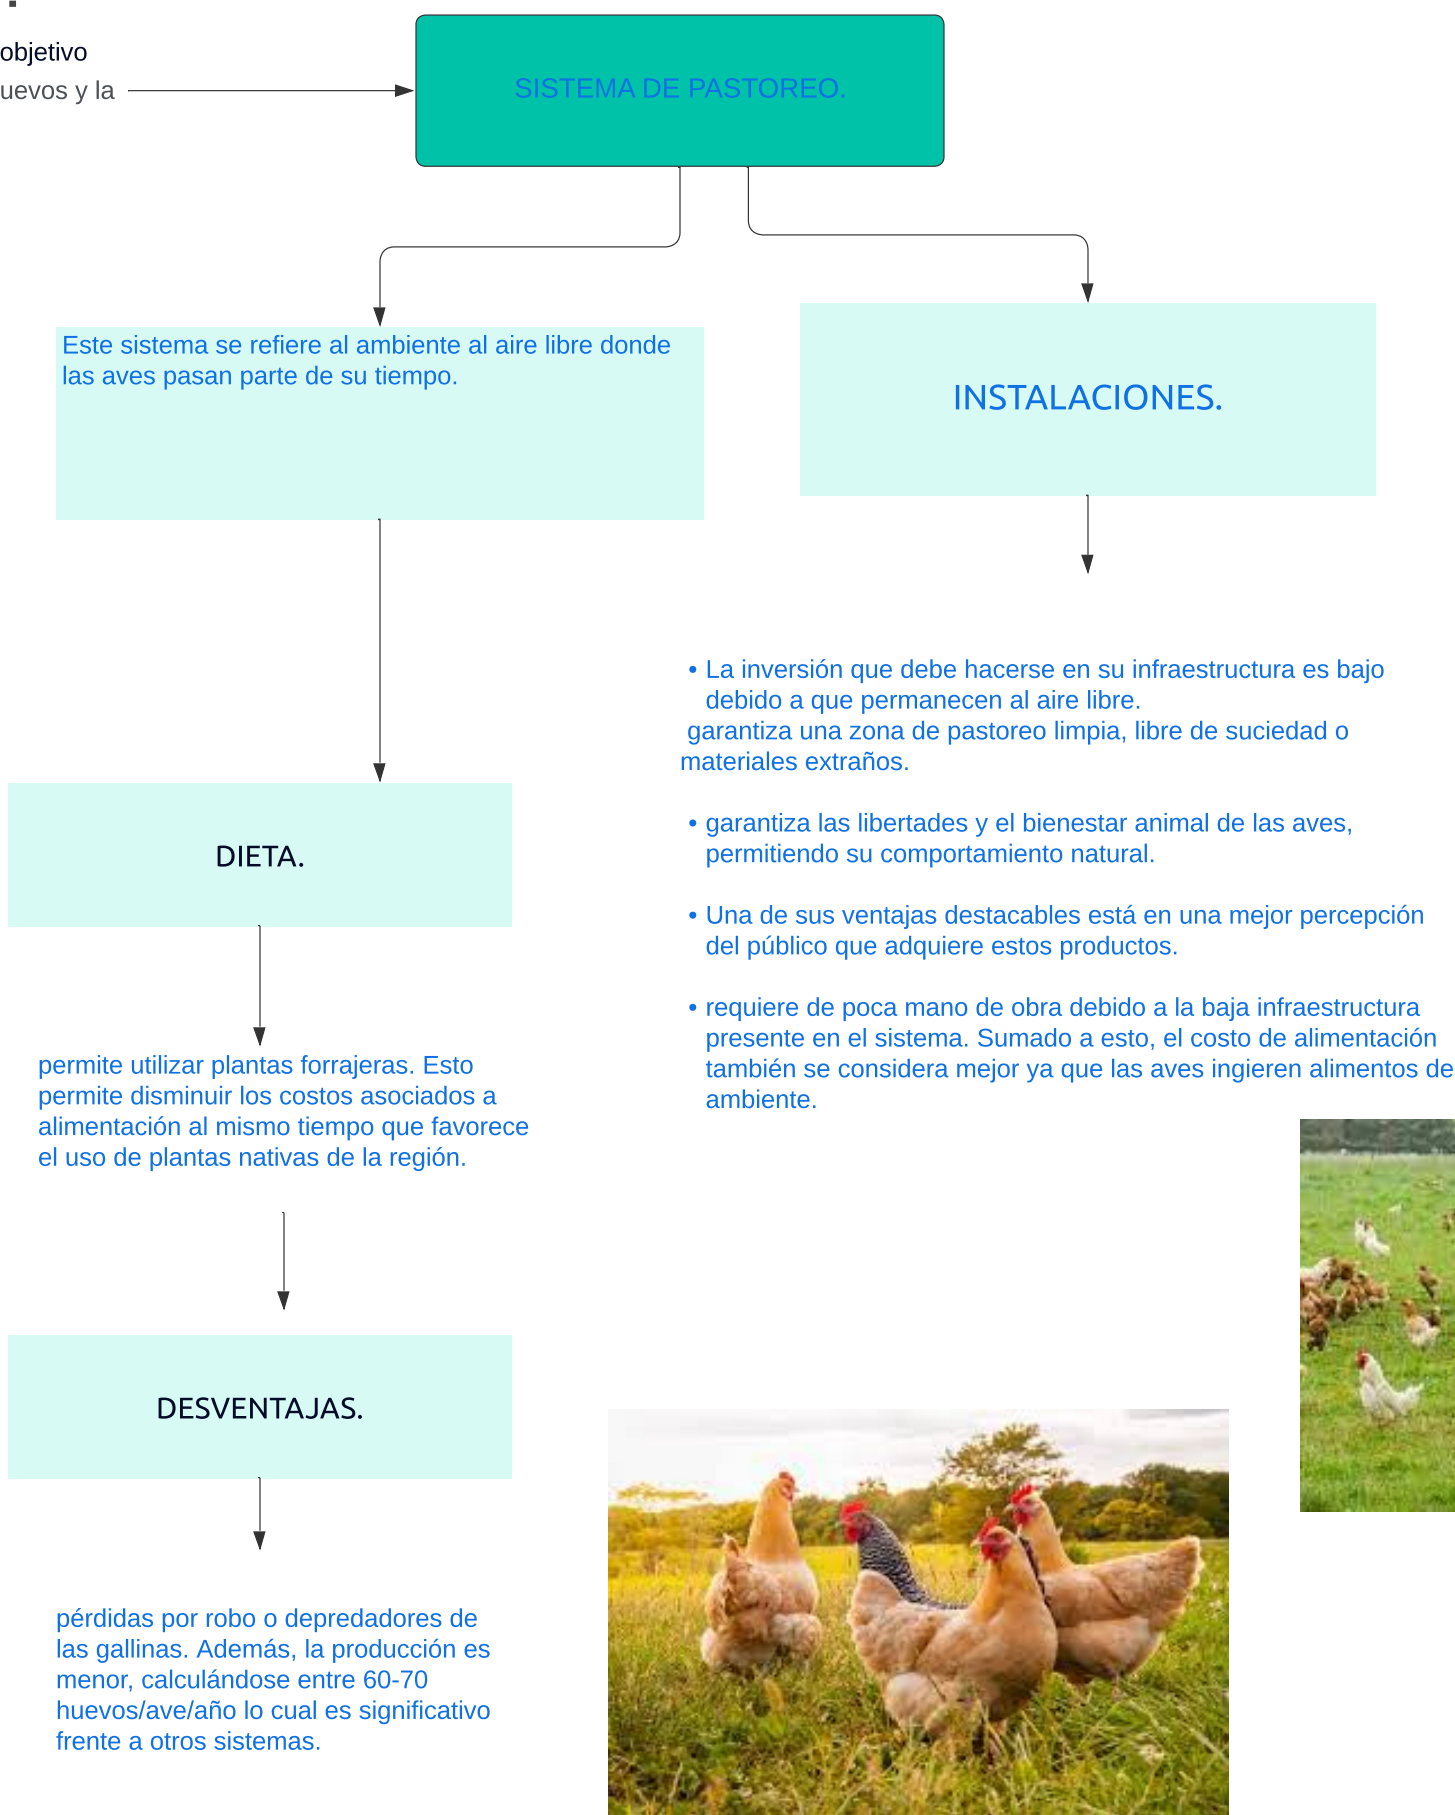 objetivo
uevos y la
SISTEMA DE PASTOREO.
Este sistema se refiere al ambiente al aire libre donde
las aves pasan parte de su tiempo.
INSTALACIONES.
• La inversión que debe hacerse en su infraestructura es bajo
debido a que permanecen al aire libre.
garantiza una zona de pastoreo limpia, libre de suciedad o
materiales extraños.
• garantiza las libertades y el bienestar animal de las aves,
permitiendo su comportamiento natural.
• Una de sus ventajas destacables está en una mejor percepción
del público que adquiere estos productos.
• requiere de poca mano de obra debido a la baja infraestructura
presente en el sistema. Sumado a esto, el costo de alimentación
también se considera mejor ya que las aves ingieren alimentos de
ambiente.
DIETA.
permite utilizar plantas forrajeras. Esto
permite disminuir los costos asociados a
alimentación al mismo tiempo que favorece
el uso de plantas nativas de la región.
DESVENTAJAS.
pérdidas por robo o depredadores de
las gallinas. Además, la producción es
menor, calculándose entre 60-70
huevos/ave/año lo cual es significativo
frente a otros sistemas.